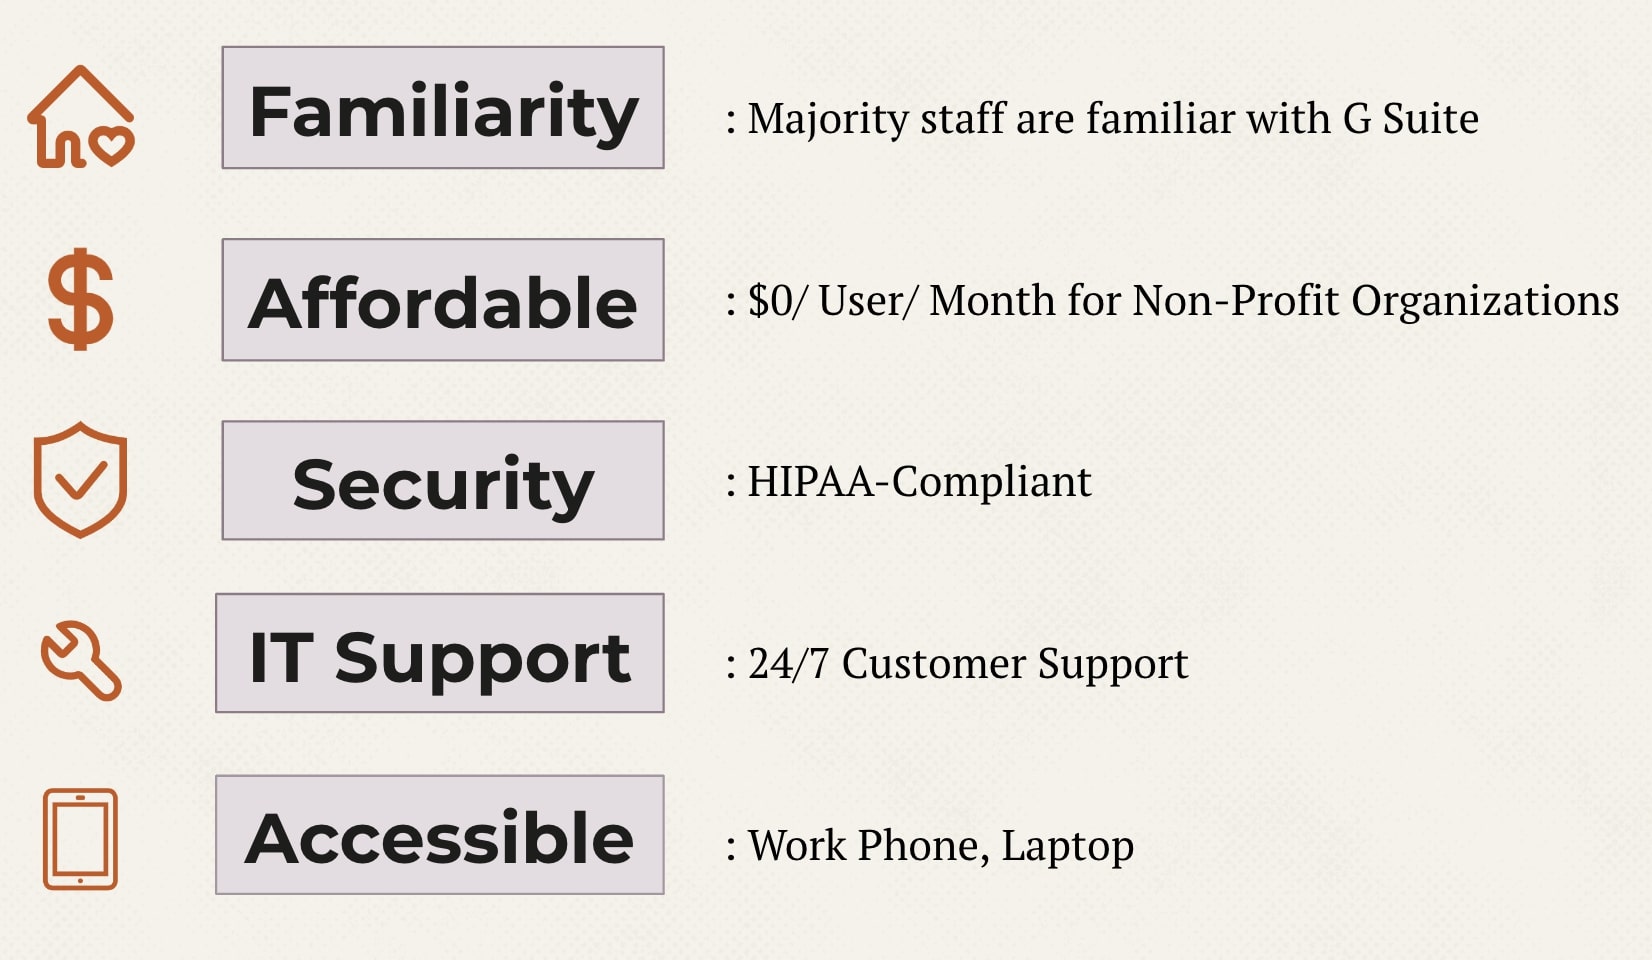 Familiarity : Majority staff are familiar with G Suite
$
Affordable : $0/ User/ Month for Non-Profit Organizations
Security : HIPAA-Compliant
IT Support : 24/7 Customer Support
Accessible : Work Phone, Laptop